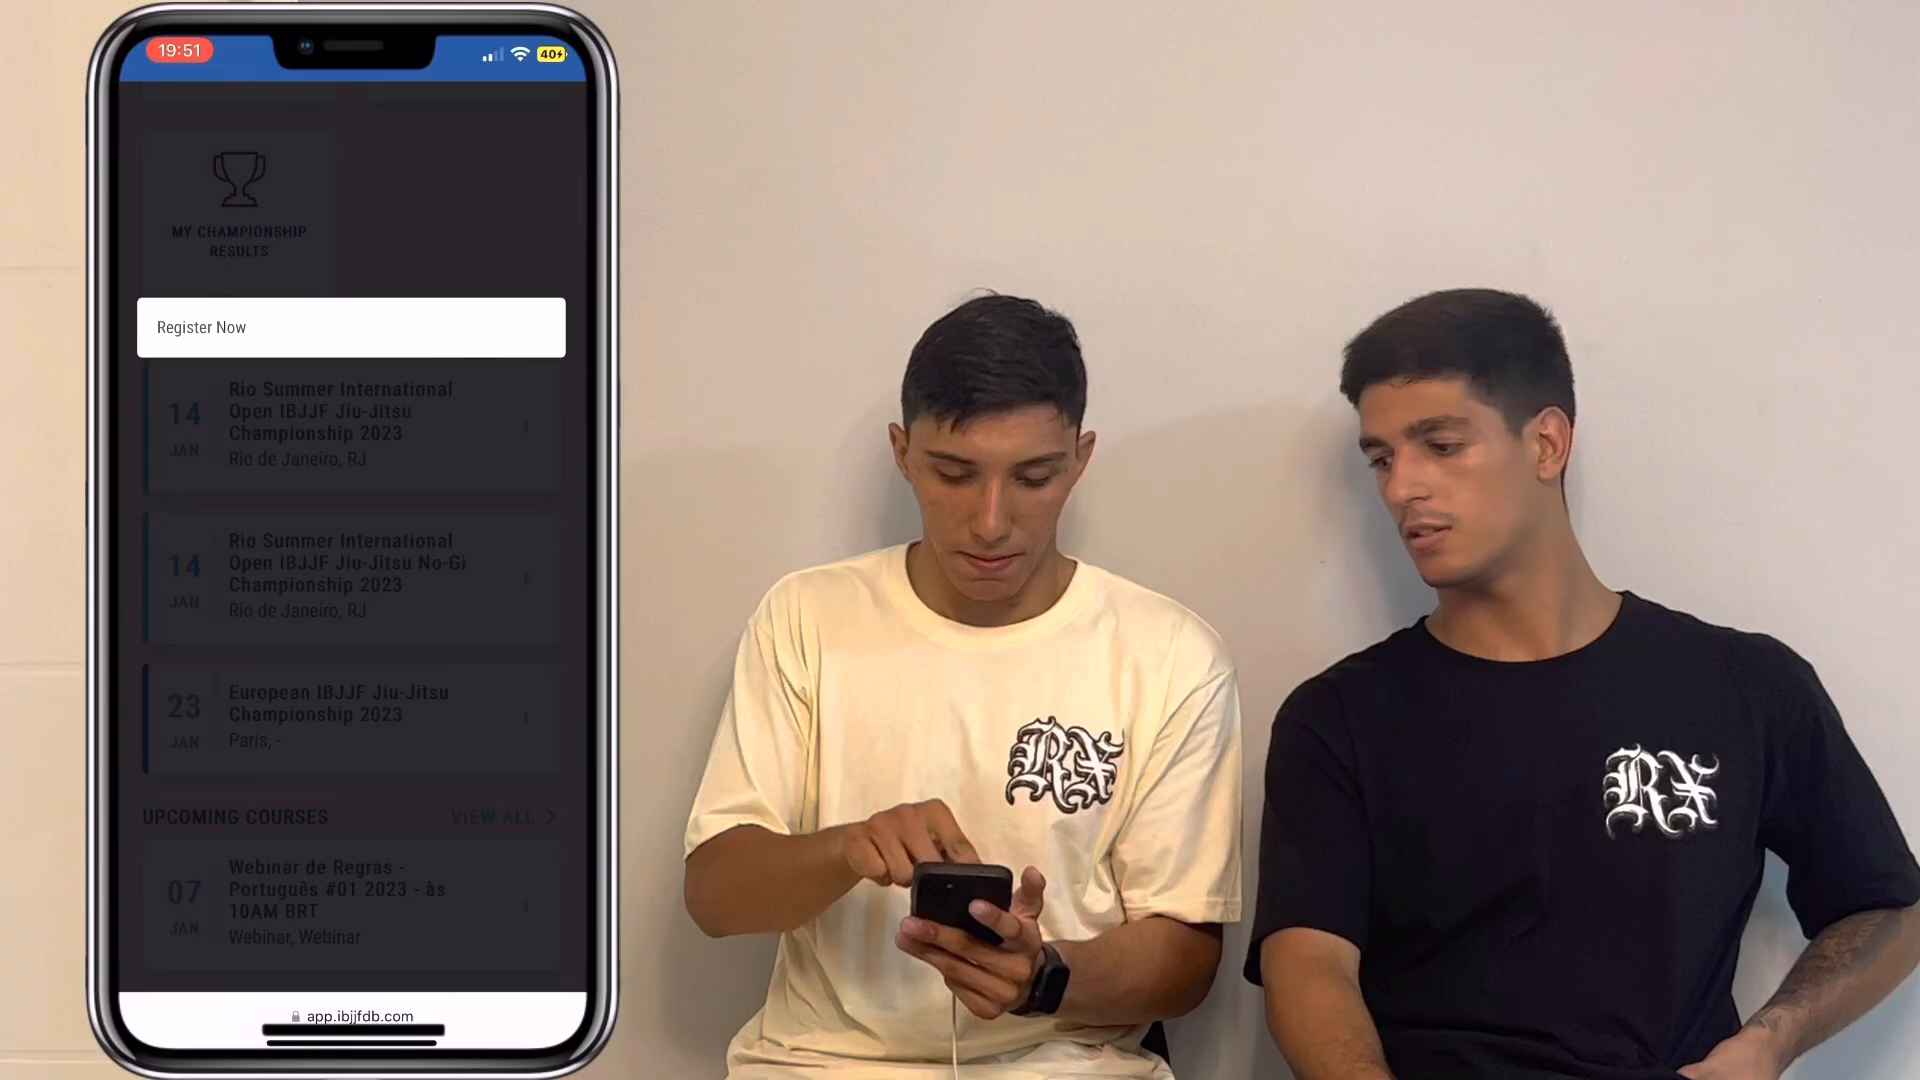 19:51
40
MY CHAMPIONSHIP
RESULTS
Register Now
14
JAN
Rio Summer International
Open IBJJF Jiu-Jitsu
Championship 2023
Rio de Janeiro, RJ
14
JAN
Rio Summer International
Open IBJJF Jiu-Jitsu No-Gi
Championship 2023
Rio de Janeiro, RJ
23
JAN
European IBJJF Jiu-Jitsu
Championship 2023
Paris, -
UPCOMING COURSES
VIEW ALL
07
JAN
Webinar de Regras -
Português #01 2023 - às
10AM BRT
Webinar, Webinar
app.ibjjfdb.com
RX
RX